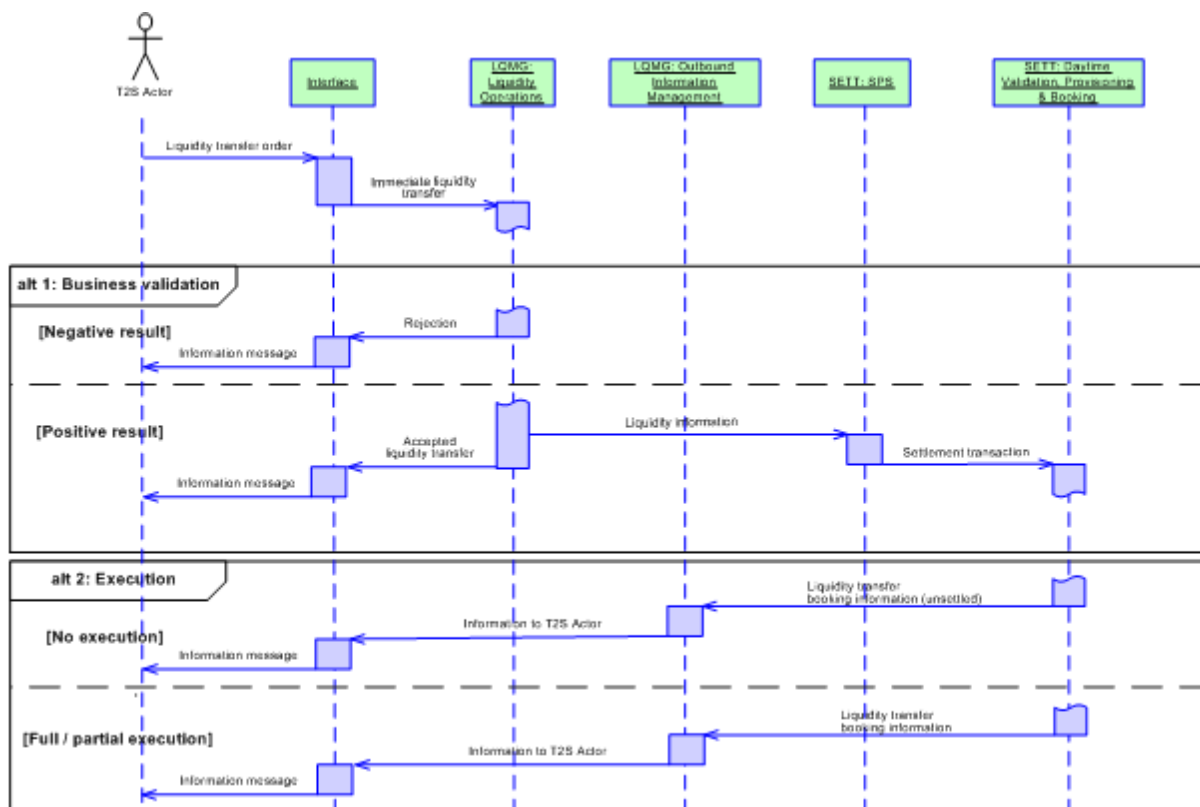 T2S Actor
Interface
LQMG:
Liquidity
Operations
LQMG: Outbound
Information
Management
SETT: SPS
SETT: Daytime
Validation, Provisioning
& Booking
Liquidity transfer order
Immediate liquidity
transfer
alt 1: Business validation
[Negative result]
Rejection
Information message
[Positive result]
Liquidity information
Accepted
liquidity transfer
Settlement transaction
Information message
alt 2: Execution
Liquidity transfer
booking information (unsettled)
[No execution]
Information to T2S Actor
Information message
Liquidity transfer
booking information
[Full / partial execution]
Information to T2S Actor
Information message